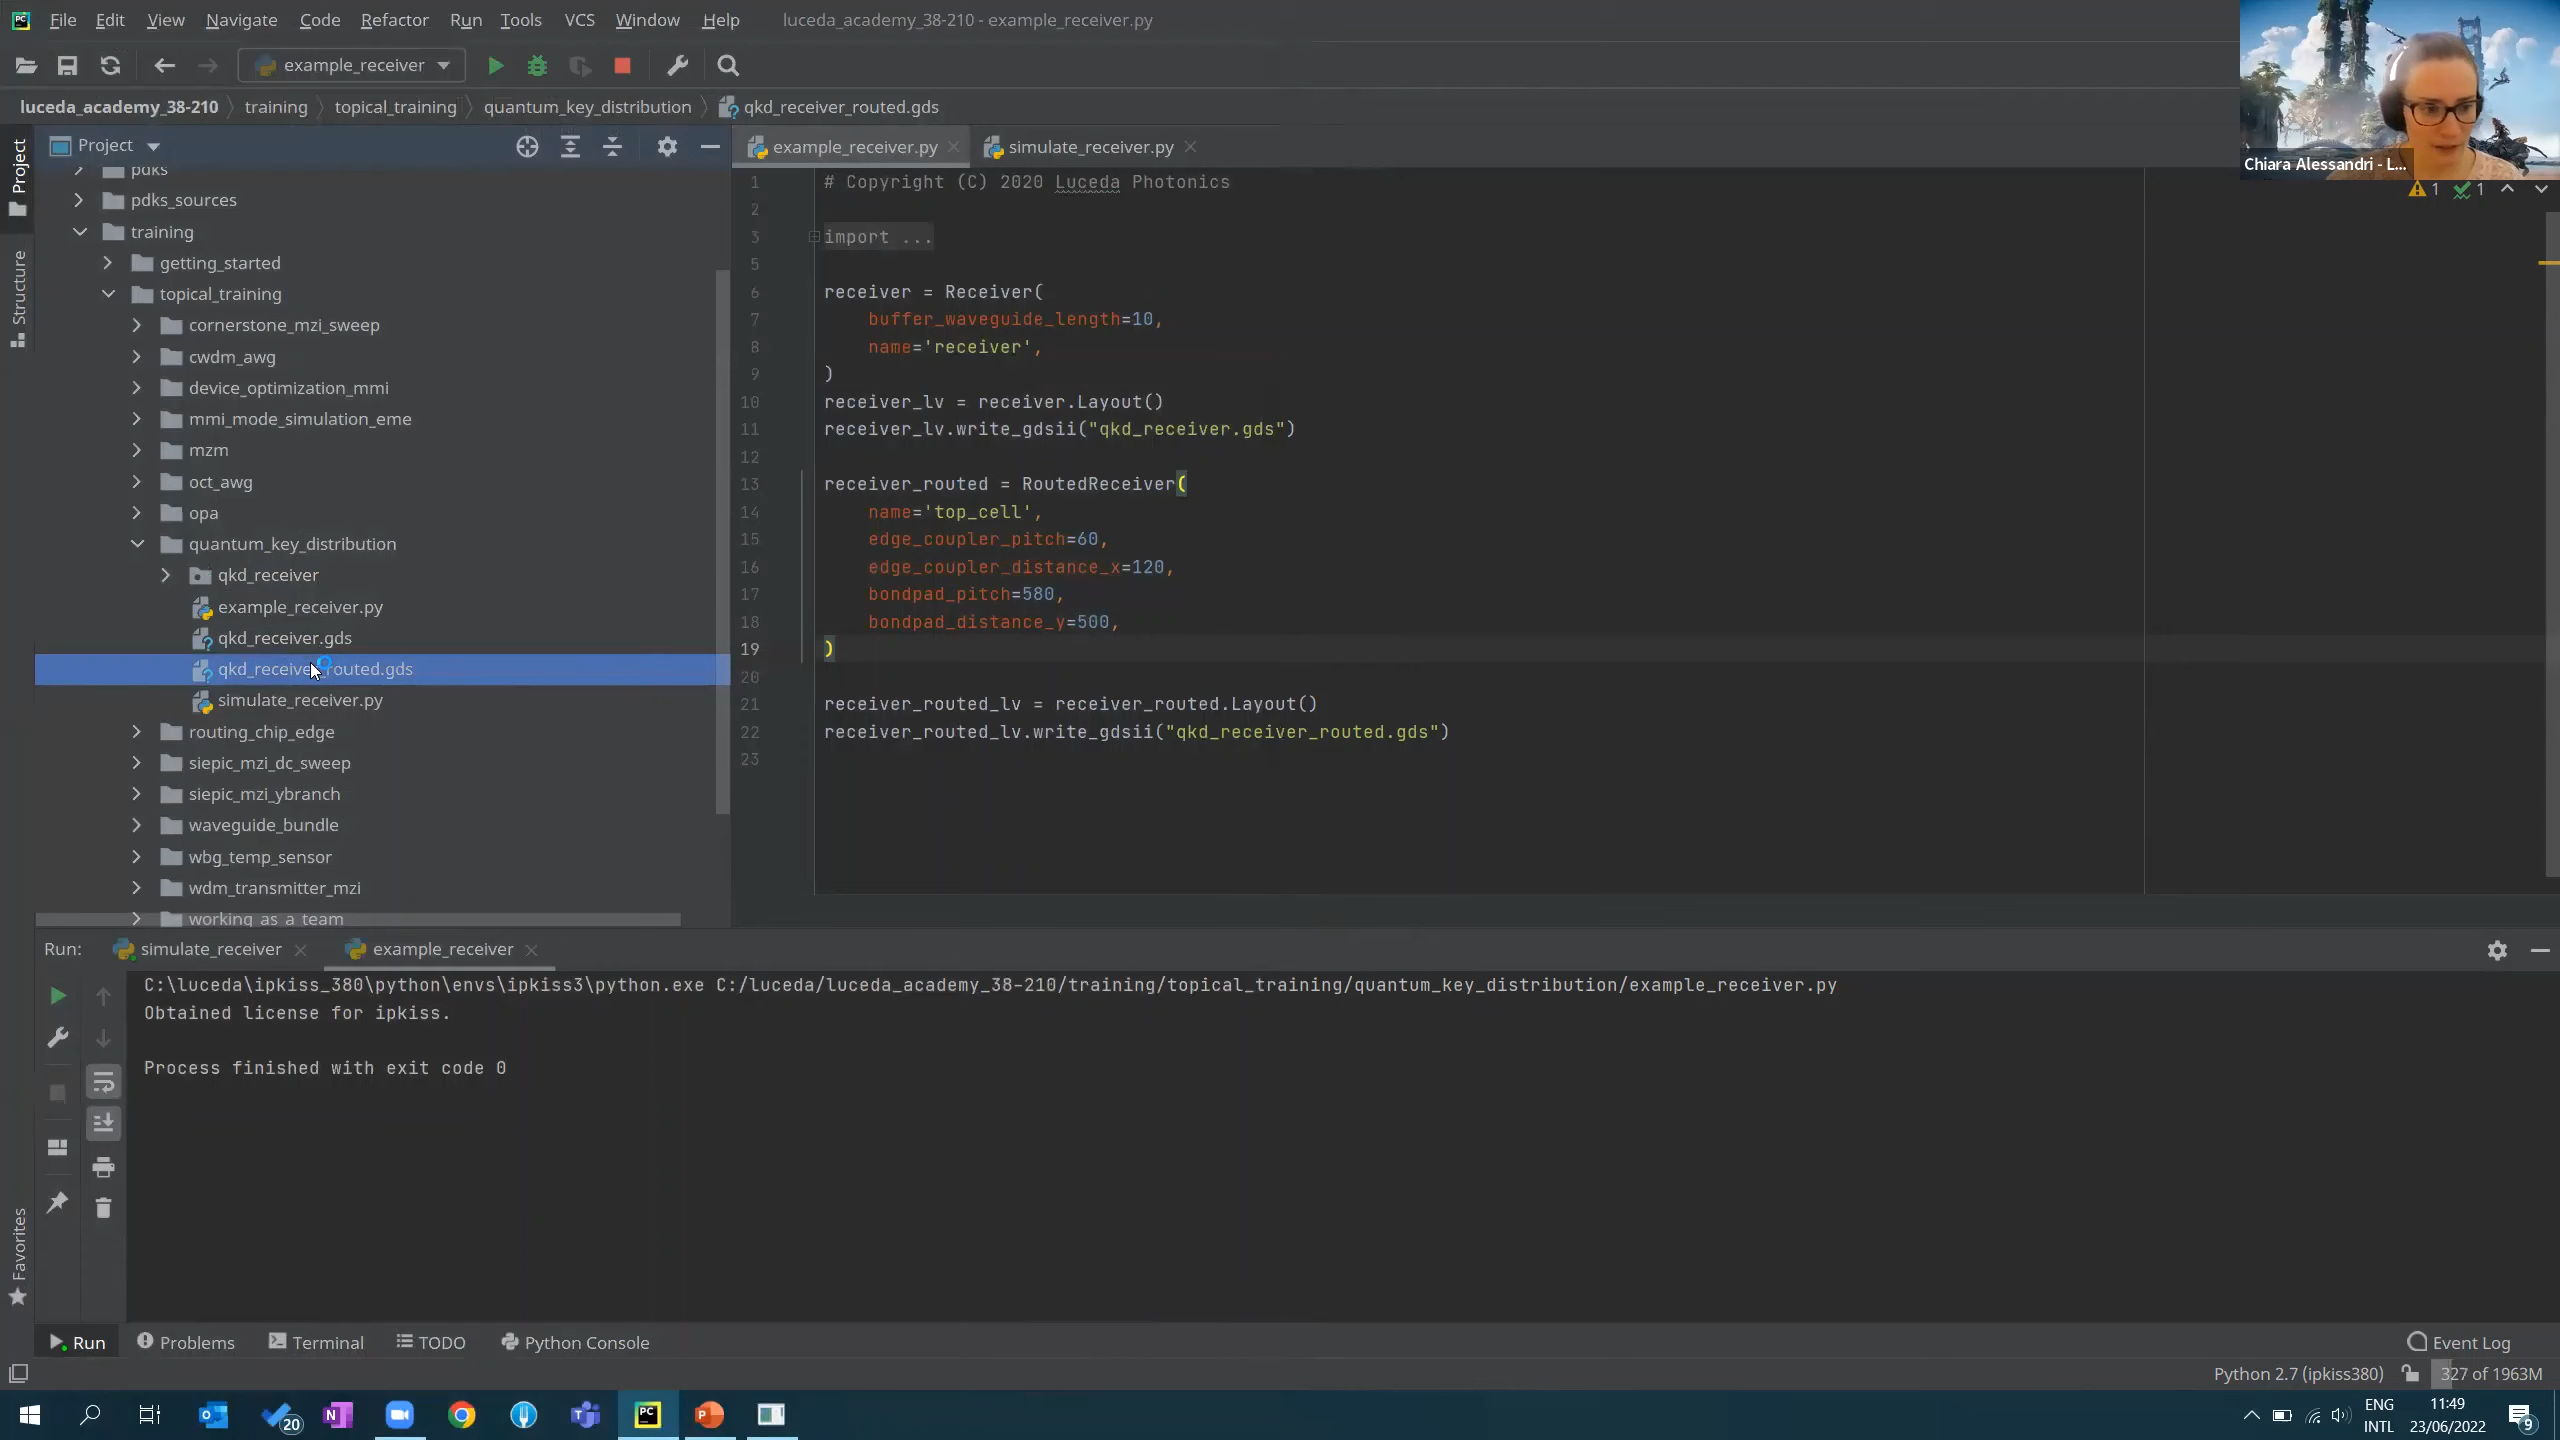 File Edit View Navigate Code Refactor Run Tools VCS Window Help luceda_academy_38-210 - example_receiver.py
example_receiver
luceda_academy_38-210 training topical_training quantum_key_distribution qkd_receiver_routed.gds
Chiara Alessandri - L...
Project
Structure
Favorites
Project
pdks
pdks_sources
training
getting_started
topical_training
cornerstone_mzi_sweep
cwdm_awg
device_optimization_mmi
mmi_mode_simulation_eme
mzm
oct_awg
opa
quantum_key_distribution
qkd_receiver
example_receiver.py
qkd_receiver.gds
qkd_receiver_routed.gds
simulate_receiver.py
routing_chip_edge
siepic_mzi_dc_sweep
siepic_mzi_ybranch
waveguide_bundle
wbg_temp_sensor
wdm_transmitter_mzi
working_as_a_team
example_receiver.py simulate_receiver.py
1 1
1 # Copyright (C) 2020 Luceda Photonics
2
3 import ...
5
6 receiver = Receiver(
7 buffer_waveguide_length=10,
8 name='receiver',
9 )
10 receiver_lv = receiver.Layout()
11 receiver_lv.write_gdsii("qkd_receiver.gds")
12
13 receiver_routed = RoutedReceiver(
14 name='top_cell',
15 edge_coupler_pitch=60,
16 edge_coupler_distance_x=120,
17 bondpad_pitch=580,
18 bondpad_distance_y=500,
19 )
20
21 receiver_routed_lv = receiver_routed.Layout()
22 receiver_routed_lv.write_gdsii("qkd_receiver_routed.gds")
23
Run: simulate_receiver example_receiver
C:\luceda\ipkiss_380\python\envs\ipkiss3\python.exe C:/luceda/luceda_academy_38-210/training/topical_training/quantum_key_distribution/example_receiver.py
Obtained license for ipkiss.
Process finished with exit code 0
Run Problems Terminal TODO Python Console Event Log
Python 2.7 (ipkiss380) 327 of 1963M
20
ENG
INTL
11:49
23/06/2022
9